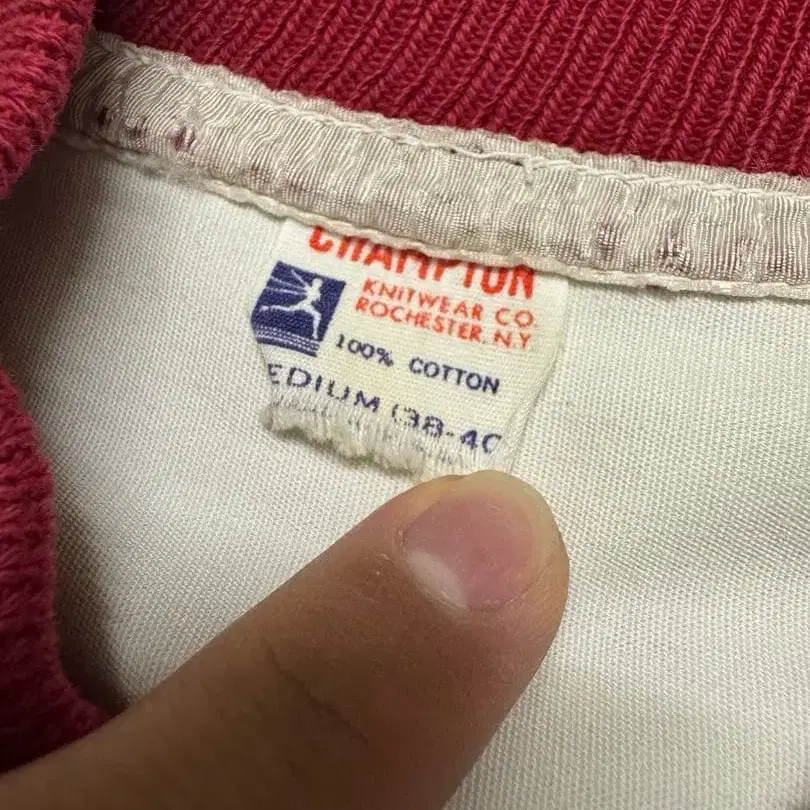 CHAMPION
KNITWEAR CO.
ROCHESTER. N.Y.
100% COTTON
EDIUM (38-40